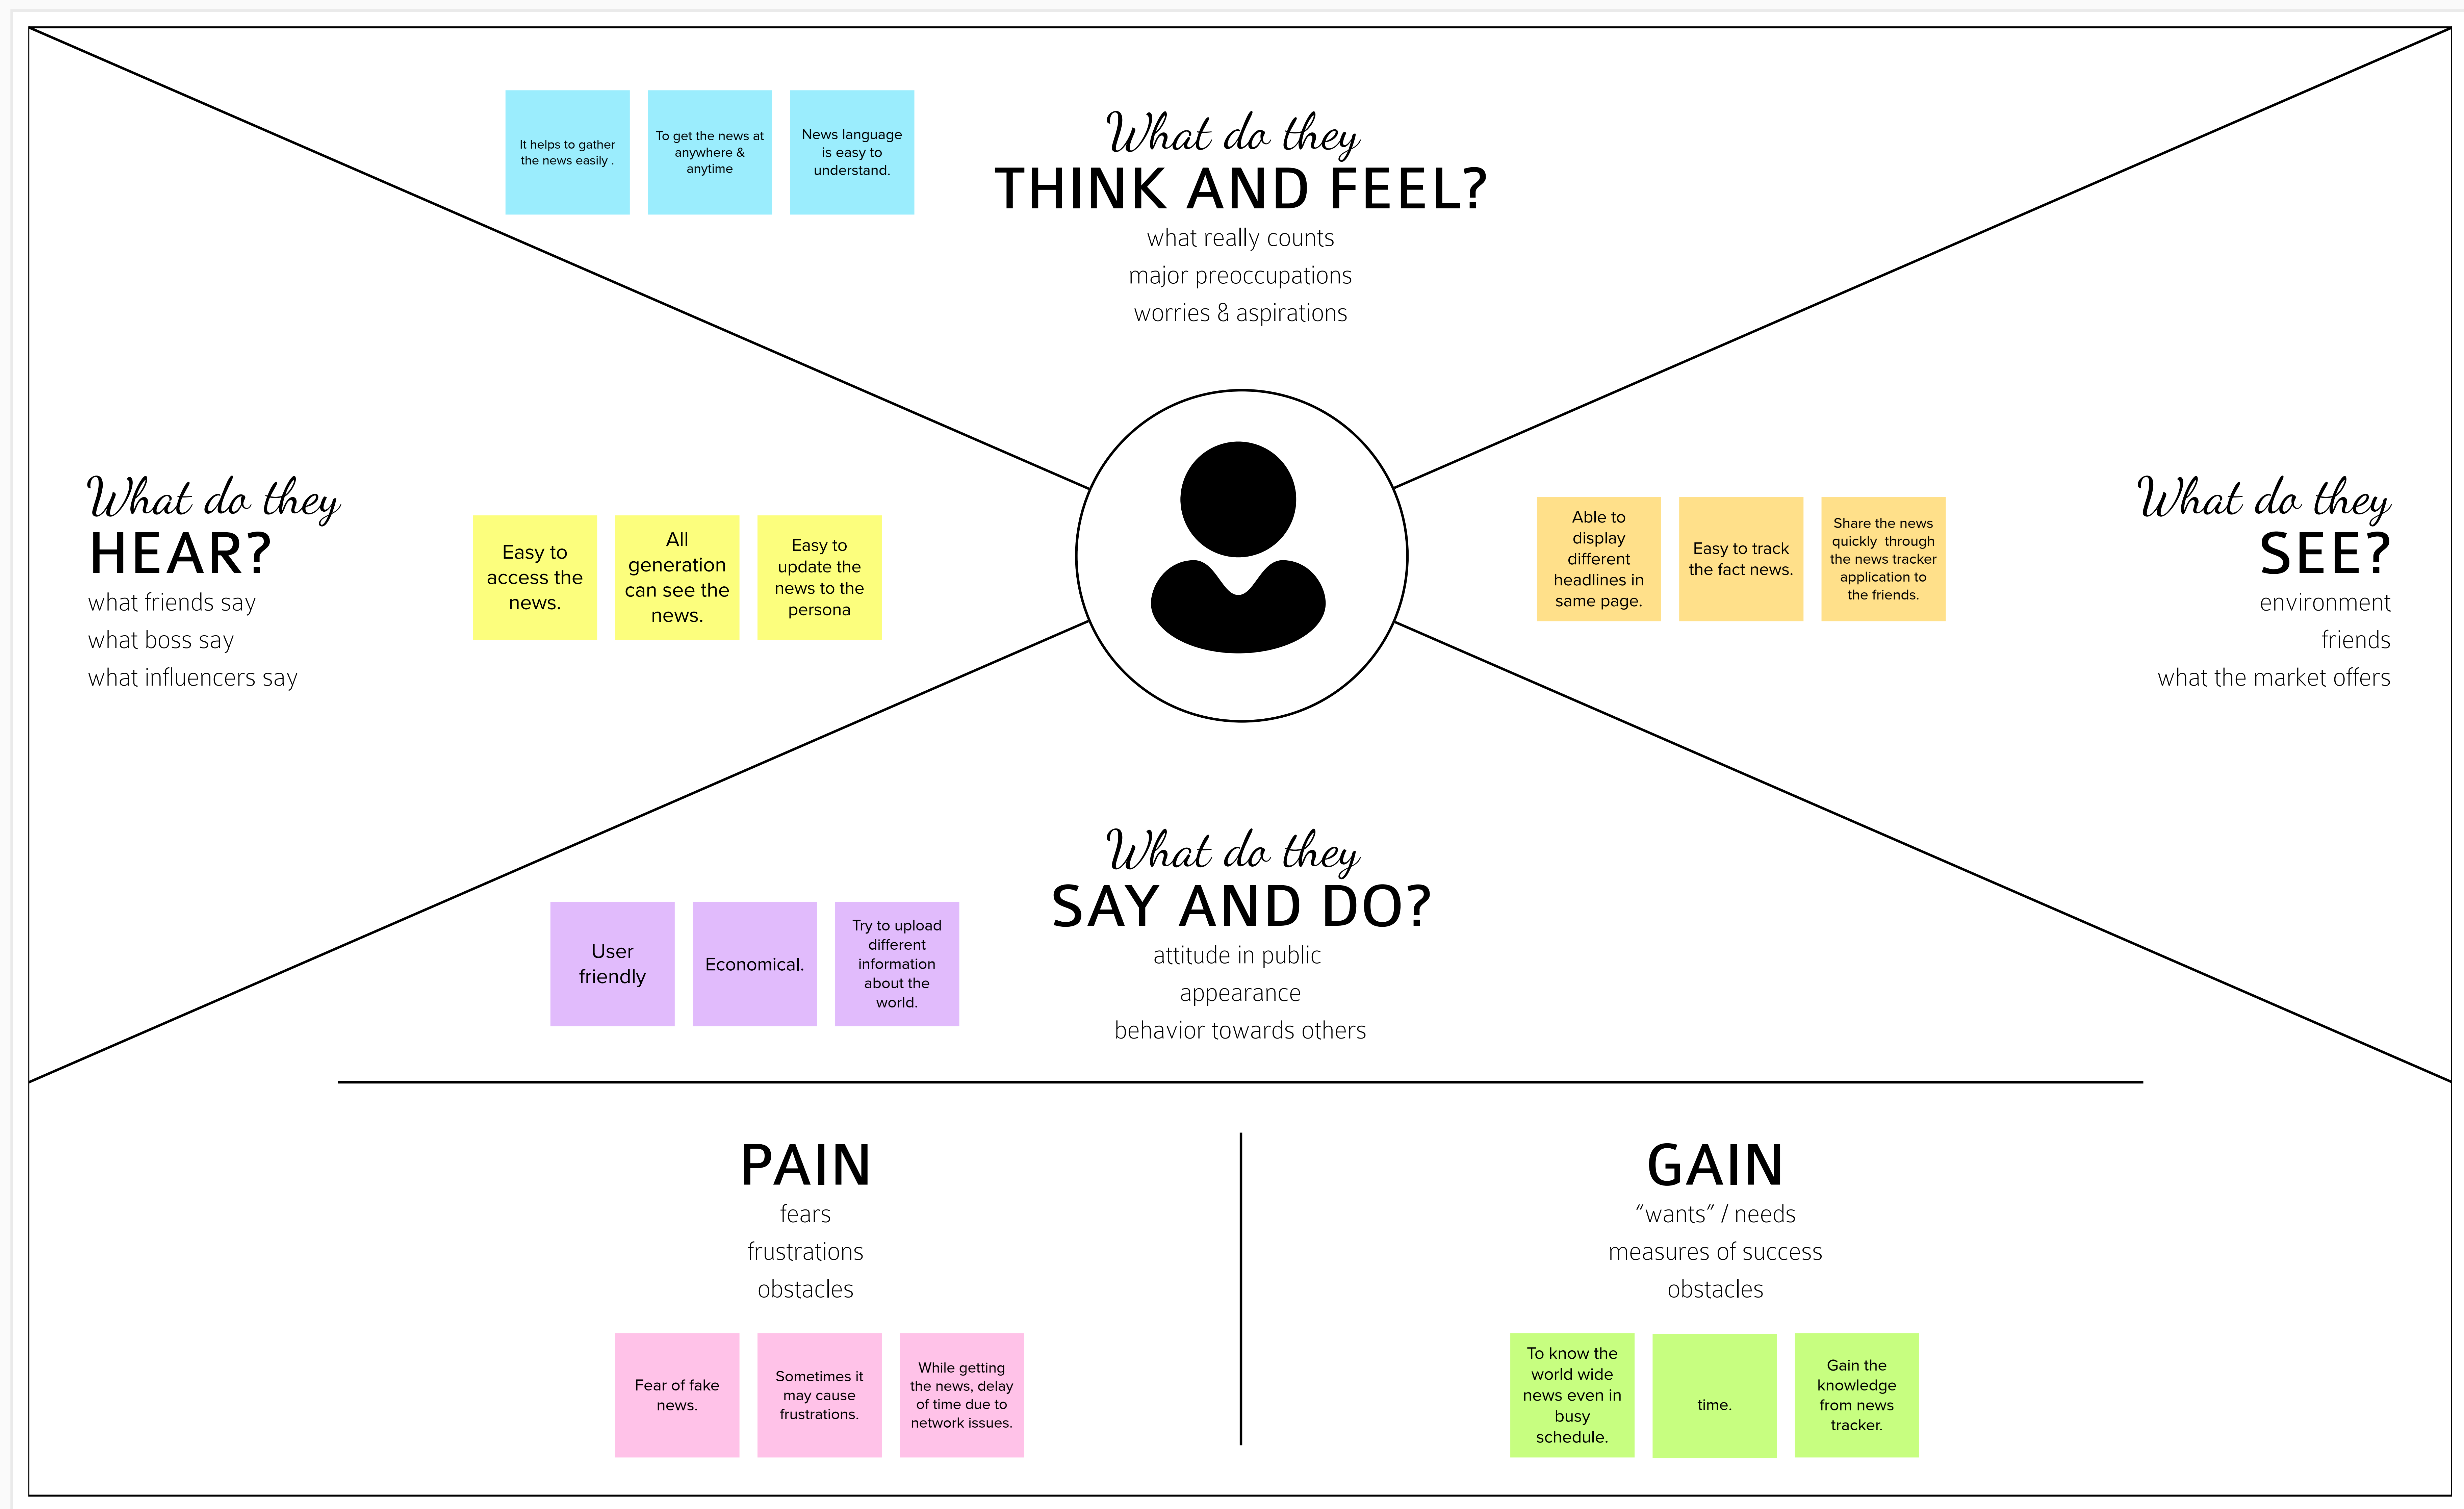 It helps to gather
the news easily .
To get the news at
anywhere &
anytime
News language
is easy to
understand.
What do they
THINK AND FEEL?
what really counts
major preoccupations
worries & aspirations
What do they
HEAR?
what friends say
what boss say
what influencers say
Easy to
access the
news.
All
generation
can see the
news.
Easy to
update the
news to the
persona
Able to
display
different
headlines in
same page.
Easy to track
the fact news.
Share the news
quickly  through
the news tracker
application to
the friends.
What do they
SEE?
environment
friends
what the market offers
What do they
SAY AND DO?
attitude in public
appearance
behavior towards others
User
friendly
Economical.
Try to upload
different
information
about the
world.
PAIN
fears
frustrations
obstacles
Fear of fake
news.
Sometimes it
may cause
frustrations.
While getting
the news, delay
of time due to
network issues.
GAIN
“wants” / needs
measures of success
obstacles
To know the
world wide
news even in
busy
schedule.
time.
Gain the
knowledge
from news
tracker.